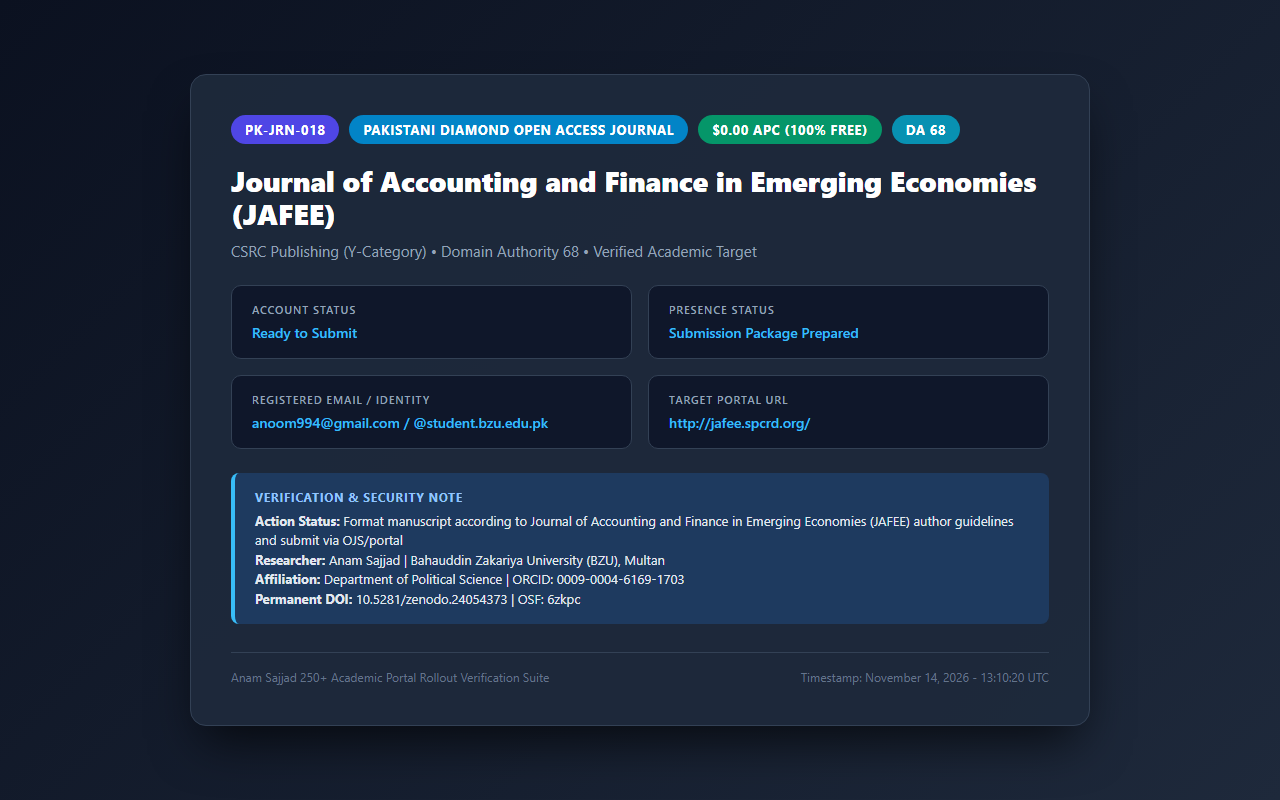 PK-JRN-018
PAKISTANI DIAMOND OPEN ACCESS JOURNAL
$0.00 APC (100% FREE)
DA 68
Journal of Accounting and Finance in Emerging Economies
(JAFEE)
CSRC Publishing (Y-Category) • Domain Authority 68 • Verified Academic Target
ACCOUNT STATUS
Ready to Submit
PRESENCE STATUS
Submission Package Prepared
REGISTERED EMAIL / IDENTITY
anoom994@gmail.com / @student.bzu.edu.pk
TARGET PORTAL URL
http://jafee.spcrd.org/
VERIFICATION & SECURITY NOTE
Action Status: Format manuscript according to Journal of Accounting and Finance in Emerging Economies (JAFEE) author guidelines
and submit via OJS/portal
Researcher: Anam Sajjad | Bahauddin Zakariya University (BZU), Multan
Affiliation: Department of Political Science | ORCID: 0009-0004-6169-1703
Permanent DOI: 10.5281/zenodo.24054373 | OSF: 6zkpc
Anam Sajjad 250+ Academic Portal Rollout Verification Suite
Timestamp: November 14, 2026 - 13:10:20 UTC